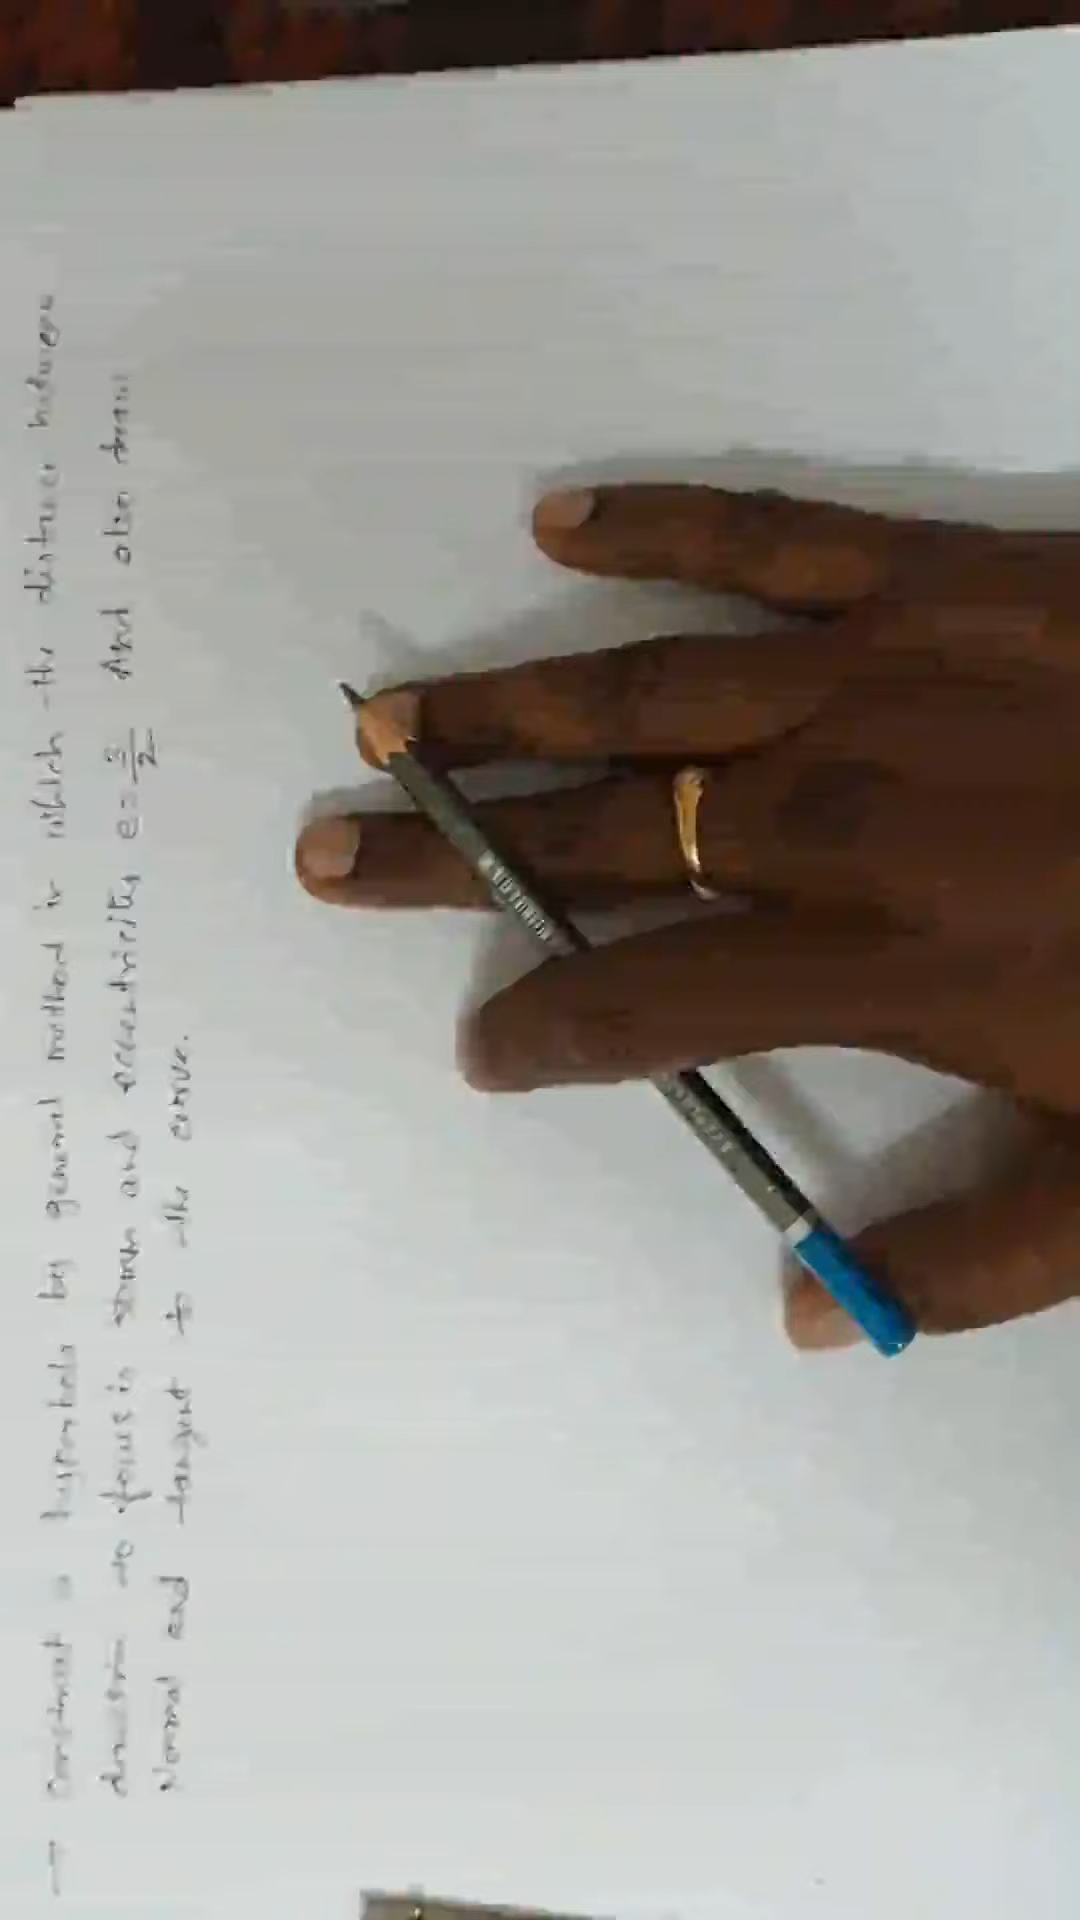 → Construct a hyperbola by general method in which the distance between
directrix to focus is 50mm and eccentricity e=3/2 And also draw
Normal and tangent to the curve.